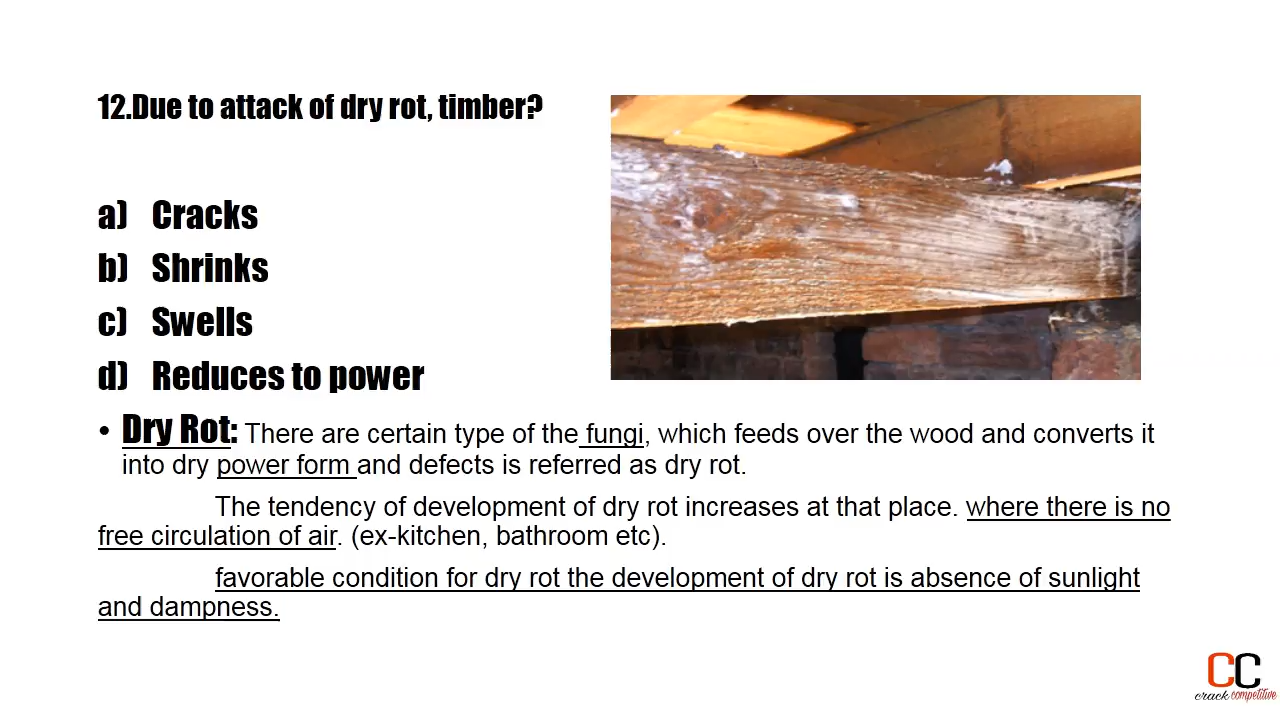 12.Due to attack of dry rot, timber?
a) Cracks
b) Shrinks
c) Swells
d) Reduces to power
• Dry Rot: There are certain type of the fungi, which feeds over the wood and converts it
into dry power form and defects is referred as dry rot.
The tendency of development of dry rot increases at that place. where there is no
free circulation of air. (ex-kitchen, bathroom etc).
favorable condition for dry rot the development of dry rot is absence of sunlight
and dampness.
CC
crack competitive